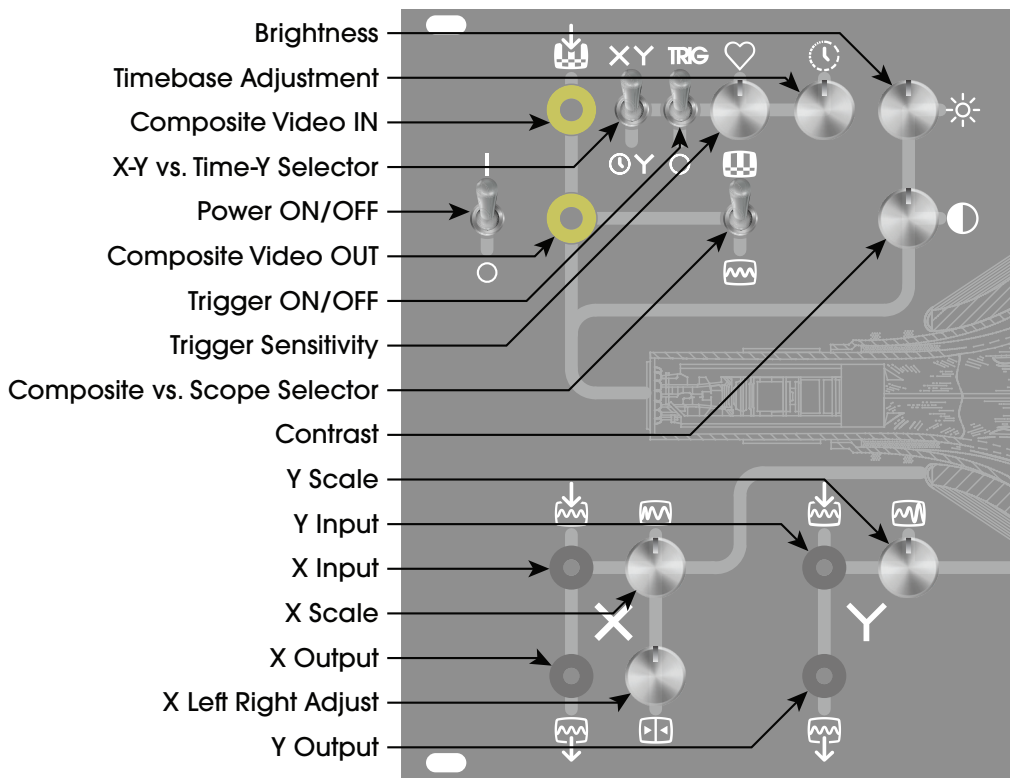 Brightness
Timebase Adjustment
Composite Video IN
X-Y vs. Time-Y Selector
Power ON/OFF
Composite Video OUT
Trigger ON/OFF
Trigger Sensitivity
Composite vs. Scope Selector
Contrast
Y Scale
Y Input
X Input
X Scale
X Output
X Left Right Adjust
Y Output
X Y
TRIG
Y
X
Y